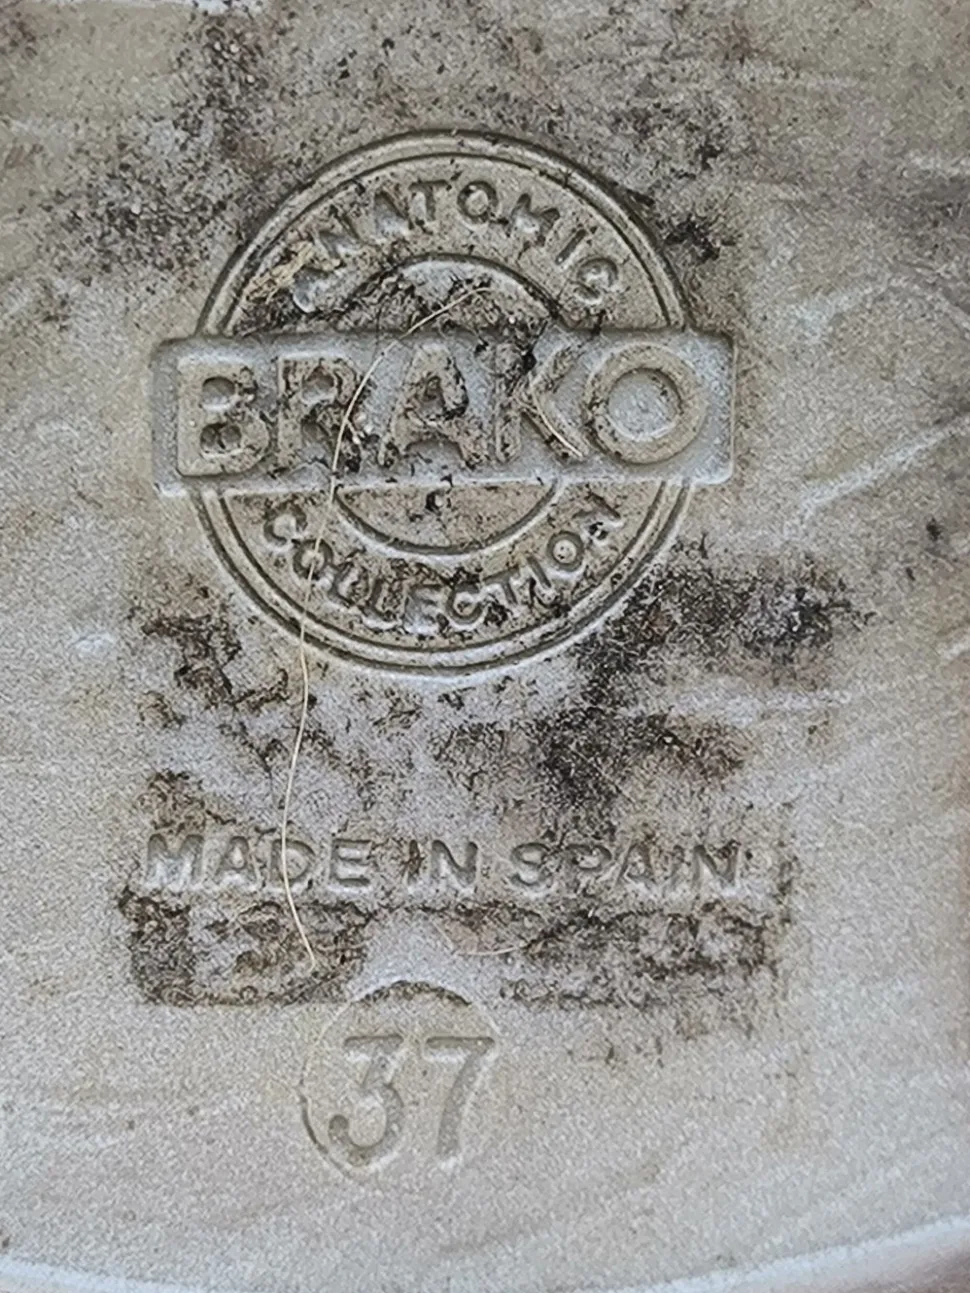 ANATOMIC
BRAKO
COLLECTION
MADE IN SPAIN
37